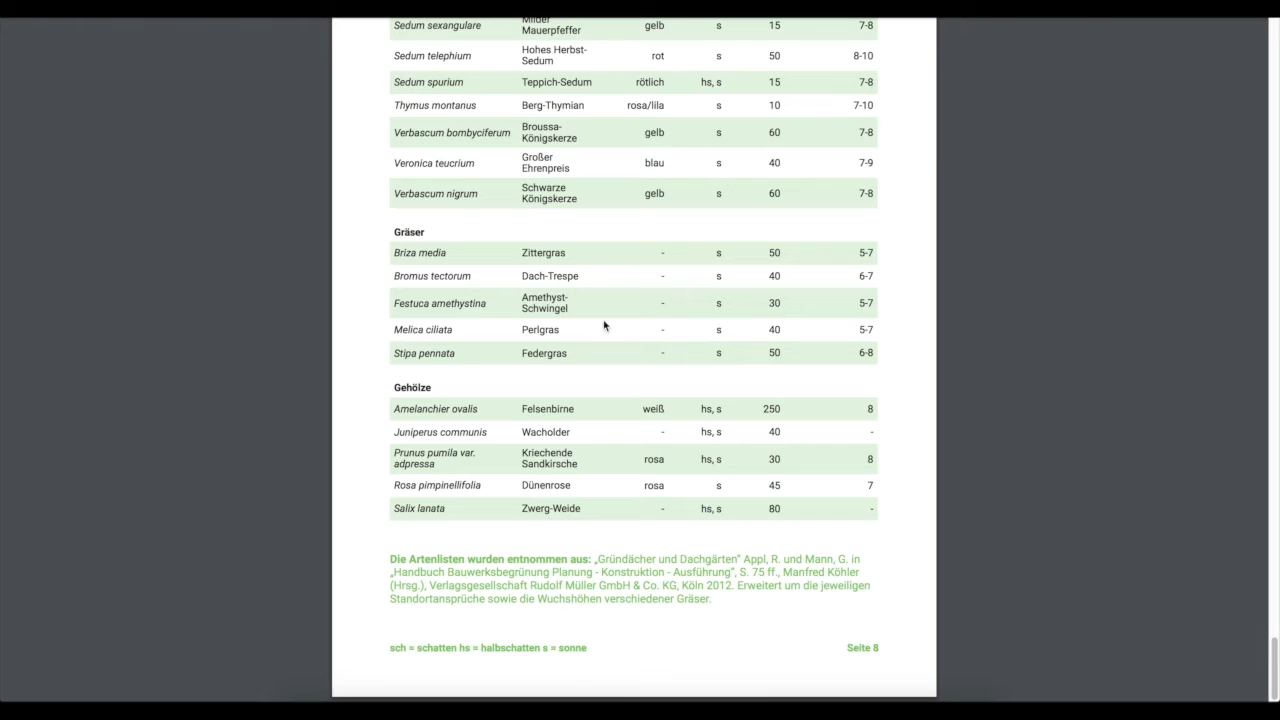 Sedum sexangulare Milder Mauerpfeffer gelb s 15 7-8
Sedum telephium Hohes Herbst-Sedum rot s 50 8-10
Sedum spurium Teppich-Sedum rötlich hs, s 15 7-8
Thymus montanus Berg-Thymian rosa/lila s 10 7-10
Verbascum bombyciferum Broussa-Königskerze gelb s 60 7-8
Veronica teucrium Großer Ehrenpreis blau s 40 7-9
Verbascum nigrum Schwarze Königskerze gelb s 60 7-8
Gräser
Briza media Zittergras - s 50 5-7
Bromus tectorum Dach-Trespe - s 40 6-7
Festuca amethystina Amethyst-Schwingel - s 30 5-7
Melica ciliata Perlgras - s 40 5-7
Stipa pennata Federgras - s 50 6-8
Gehölze
Amelanchier ovalis Felsenbirne weiß hs, s 250 8
Juniperus communis Wacholder - hs, s 40 -
Prunus pumila var. adpressa Kriechende Sandkirsche rosa hs, s 30 8
Rosa pimpinellifolia Dünenrose rosa s 45 7
Salix lanata Zwerg-Weide - hs, s 80 -
Die Artenlisten wurden entnommen aus: „Gründächer und Dachgärten“ Appl, R. und Mann, G. in
„Handbuch Bauwerksbegrünung Planung - Konstruktion - Ausführung“, S. 75 ff., Manfred Köhler
(Hrsg.), Verlagsgesellschaft Rudolf Müller GmbH & Co. KG, Köln 2012. Erweitert um die jeweiligen
Standortansprüche sowie die Wuchshöhen verschiedener Gräser.
sch = schatten hs = halbschatten s = sonne Seite 8